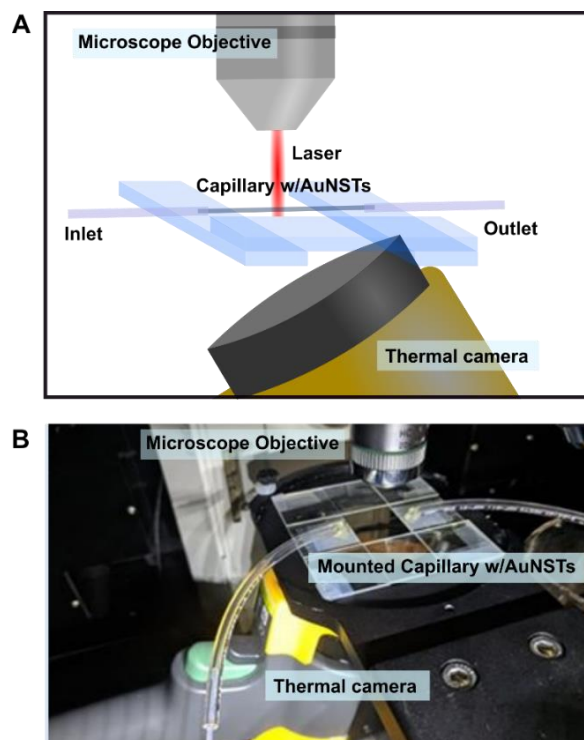 A
Microscope Objective
Laser
Capillary w/AuNSTs
Inlet
Outlet
Thermal camera
B
Microscope Objective
Mounted Capillary w/AuNSTs
Thermal camera